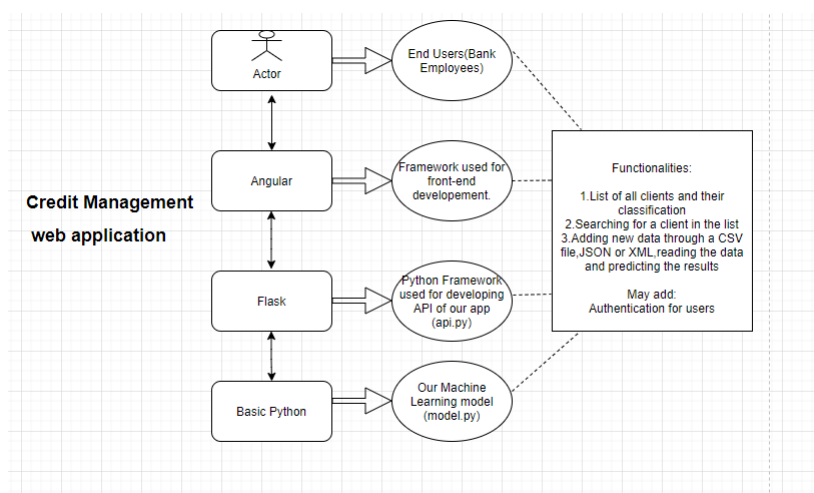 Credit Management
web application
Actor
End Users(Bank
Employees)
Angular
Framework used for
front-end
developement.
Flask
Python Framework
used for developing
API of our app
(api.py)
Basic Python
Our Machine
Learning model
(model.py)
Functionalities:
1.List of all clients and their
classification
2.Searching for a client in the list
3.Adding new data through a CSV
file,JSON or XML,reading the data
and predicting the results
May add:
Authentication for users